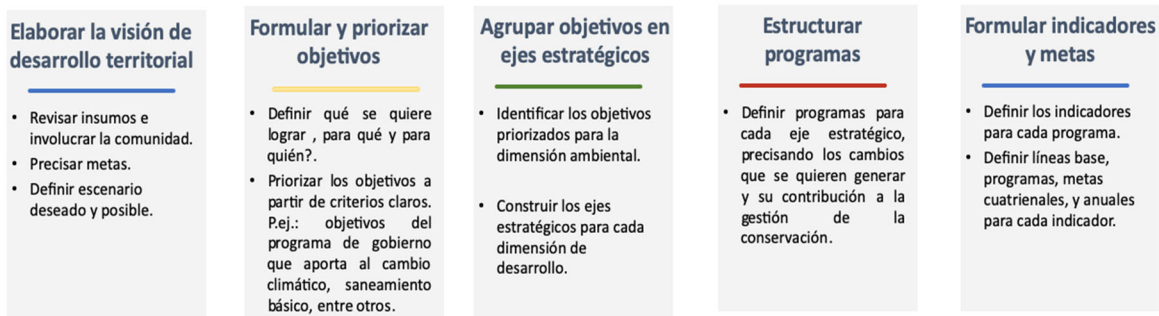 Elaborar la visión de
desarrollo territorial
• Revisar insumos e
involucrar la comunidad.
• Precisar metas.
• Definir escenario
deseado y posible.
Formular y priorizar
objetivos
• Definir qué se quiere
lograr , para qué y para
quién?.
• Priorizar los objetivos a
partir de criterios claros.
P.ej.: objetivos del
programa de gobierno
que aporta al cambio
climático, saneamiento
básico, entre otros.
Agrupar objetivos en
ejes estratégicos
• Identificar los objetivos
priorizados para la
dimensión ambiental.
• Construir los ejes
estratégicos para cada
dimensión de
desarrollo.
Estructurar
programas
• Definir programas para
cada eje estratégico,
precisando los cambios
que se quieren generar
y su contribución a la
gestión de la
conservación.
Formular indicadores
y metas
• Definir los indicadores
para cada programa.
• Definir líneas base,
programas, metas
cuatrienales, y anuales
para cada indicador.